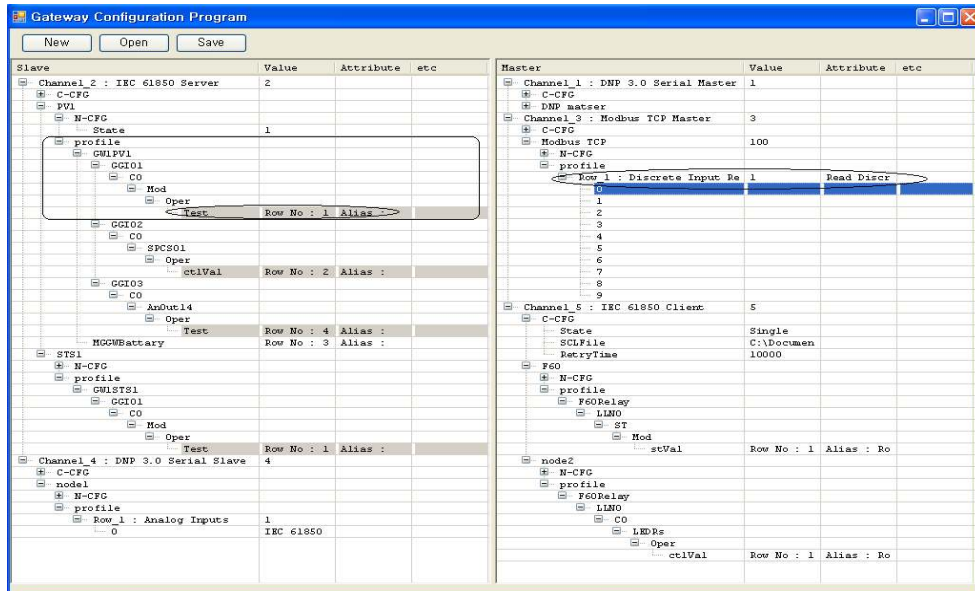 Gateway Configuration Program
New Open Save
Slave Value Attribute etc
Channel_2 : IEC 61850 Server 2
C-CFG
PV1
N-CFG
State 1
profile
GW1PV1
GGIO1
CO
Mod
Oper
Test Row No : 1 Alias :
GGIO2
CO
SPCSO1
Oper
ctlVal Row No : 2 Alias :
GGIO3
CO
AnOut14
Oper
Test Row No : 4 Alias :
MGGWBattary Row No : 3 Alias :
STS1
N-CFG
profile
GW1STS1
GGIO1
CO
Mod
Oper
Test Row No : 1 Alias :
Channel_4 : DNP 3.0 Serial Slave 4
C-CFG
node1
N-CFG
profile
Row_1 : Analog Inputs 1
0 IEC 61850
Master Value Attribute etc
Channel_1 : DNP 3.0 Serial Master 1
C-CFG
DNP matser
Channel_3 : Modbus TCP Master 3
C-CFG
Modbus TCP 100
N-CFG
profile
Row_1 : Discrete Input Re 1 Read Discr
0
1
2
3
4
5
6
7
8
9
Channel_5 : IEC 61850 Client 5
C-CFG
State Single
SCLFile C:\Documen
RetryTime 10000
F60
N-CFG
profile
F60Relay
LLN0
ST
Mod
stVal Row No : 1 Alias : Ro
node2
N-CFG
profile
F60Relay
LLN0
CO
LEDRs
Oper
ctlVal Row No : 1 Alias : Ro